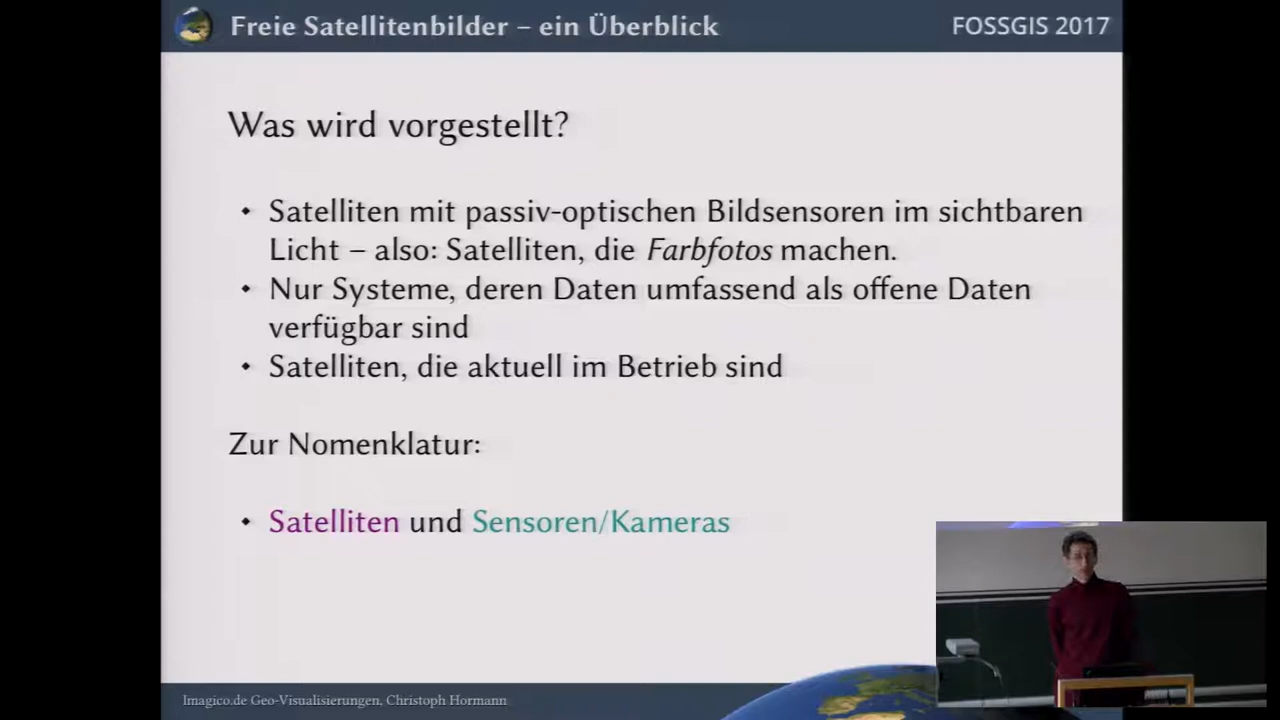 Freie Satellitenbilder – ein Überblick
FOSSGIS 2017
Was wird vorgestellt?
• Satelliten mit passiv-optischen Bildsensoren im sichtbaren
Licht – also: Satelliten, die Farbfotos machen.
• Nur Systeme, deren Daten umfassend als offene Daten
verfügbar sind
• Satelliten, die aktuell im Betrieb sind
Zur Nomenklatur:
• Satelliten und Sensoren/Kameras
Imagico.de Geo-Visualisierungen, Christoph Hormann